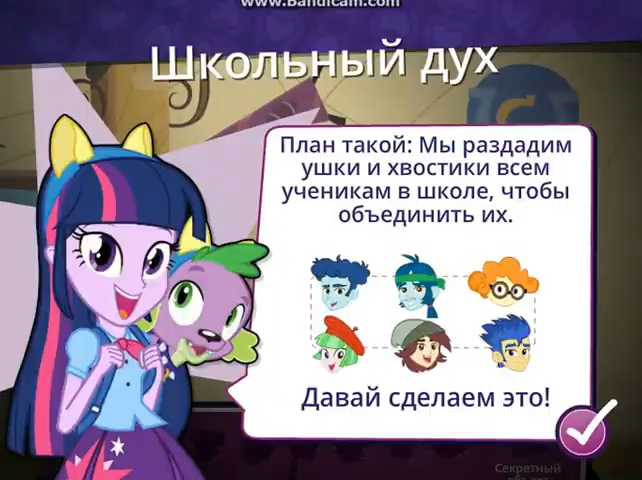 www.Bandicam.com
Школьный дух
План такой: Мы раздадим
ушки и хвостики всем
ученикам в школе, чтобы
объединить их.
Давай сделаем это!
Секретный